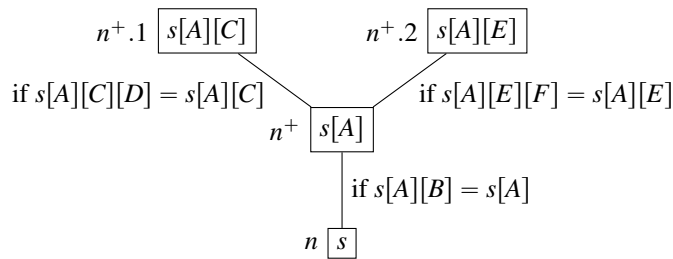 n⁺.1 s[A][C] n⁺.2 s[A][E]
if s[A][C][D] = s[A][C] if s[A][E][F] = s[A][E]
n⁺ s[A]
if s[A][B] = s[A]
n s